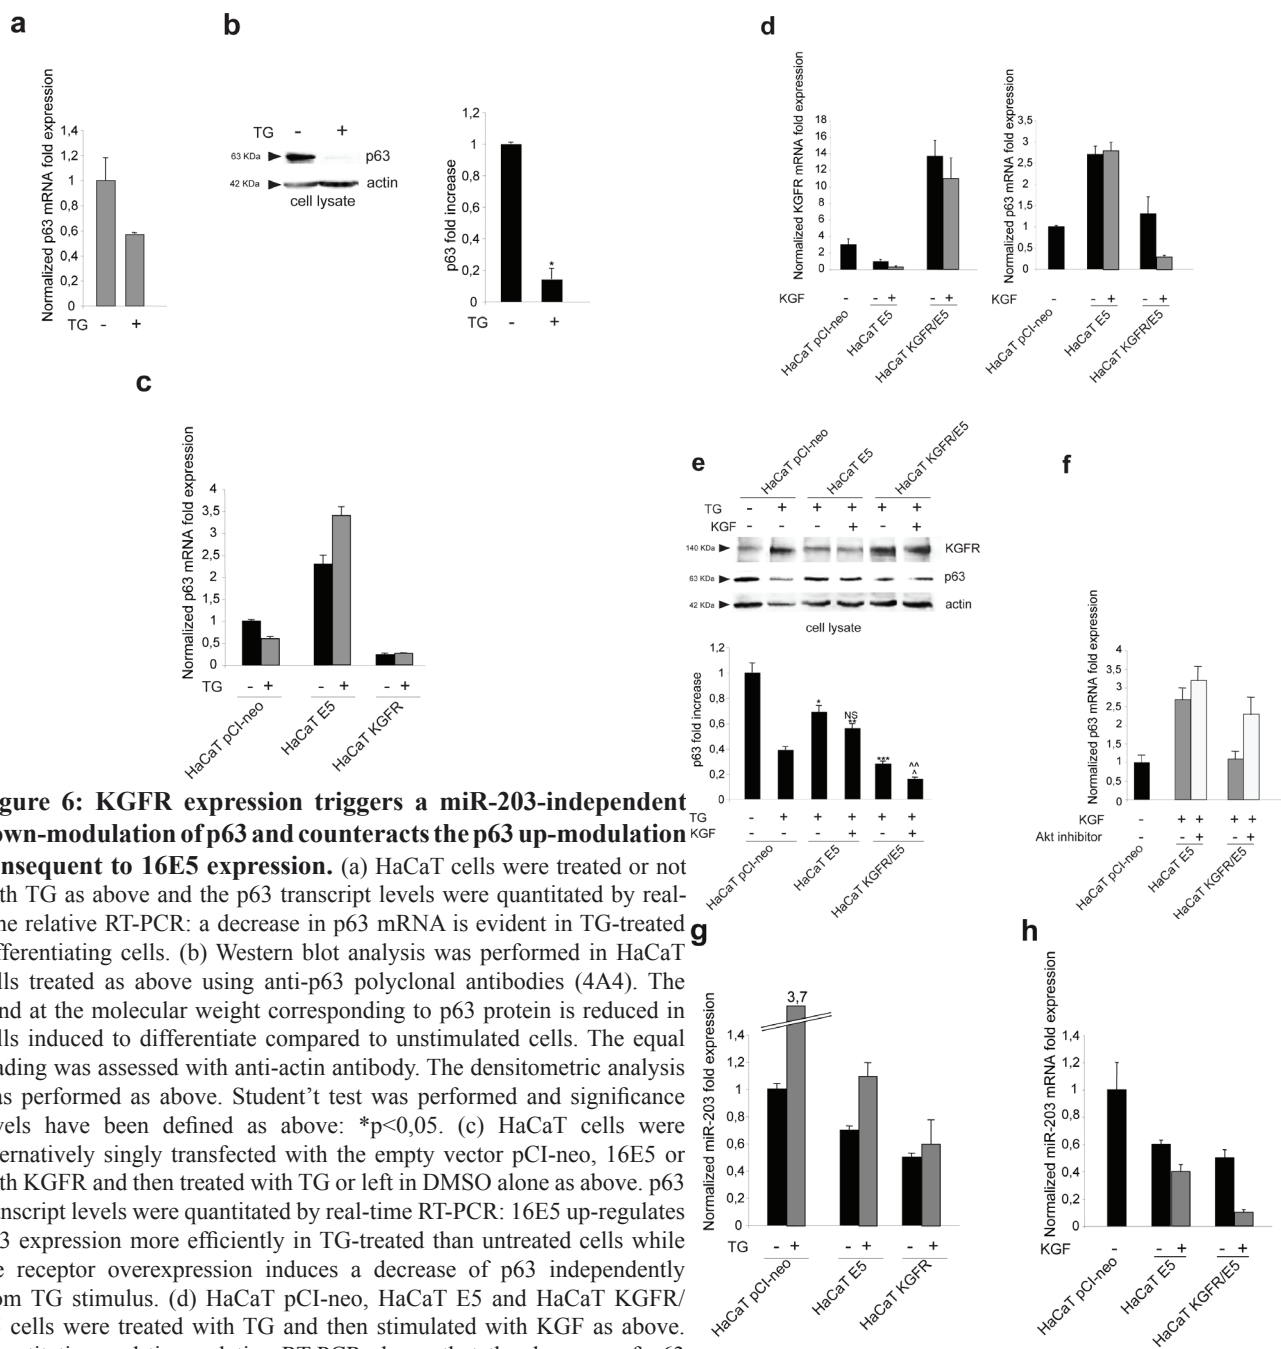 a
Normalized p63 mRNA fold expression
1,4
1,2
1
0,8
0,6
0,4
0,2
0
TG - +
b
TG - +
63 KDa p63
42 KDa actin
cell lysate
p63 fold increase
1,2
1
0,8
0,6
0,4
0,2
0
*
TG - +
c
Normalized p63 mRNA fold expression
4
3,5
3
2,5
2
1,5
1
0,5
0
TG - + - + - +
HaCaT pCI-neo
HaCaT E5
HaCaT KGFR
d
Normalized KGFR mRNA fold expression
18
16
14
12
10
8
6
4
2
0
KGF - - + - +
HaCaT pCI-neo
HaCaT E5
HaCaT KGFR/E5
Normalized p63 mRNA fold expression
3,5
3
2,5
2
1,5
1
0,5
0
KGF - - + - +
HaCaT pCI-neo
HaCaT E5
HaCaT KGFR/E5
e
HaCaT pCI-neo
HaCaT E5
HaCaT KGFR/E5
TG - + + + + +
KGF - - - + - +
140 KDa KGFR
63 KDa p63
42 KDa actin
cell lysate
p63 fold increase
1,2
1
0,8
0,6
0,4
0,2
0
*
NS
**
***
^^
^
TG - + + + + +
KGF - - - + - +
HaCaT pCI-neo
HaCaT E5
HaCaT KGFR/E5
f
Normalized p63 mRNA fold expression
4
3,5
3
2,5
2
1,5
1
0,5
0
KGF - + + + +
Akt inhibitor - - + - +
HaCaT pCI-neo
HaCaT E5
HaCaT KGFR/E5
g
Normalized miR-203 fold expression
3,7
1,4
1,2
1
0,8
0,6
0,4
0,2
0
TG - + - + - +
HaCaT pCI-neo
HaCaT E5
HaCaT KGFR
h
Normalized miR-203 mRNA fold expression
1,4
1,2
1
0,8
0,6
0,4
0,2
0
KGF - - + - +
HaCaT pCI-neo
HaCaT E5
HaCaT KGFR/E5
gure 6: KGFR expression triggers a miR-203-independent
own-modulation of p63 and counteracts the p63 up-modulation
nsequent to 16E5 expression. (a) HaCaT cells were treated or not
th TG as above and the p63 transcript levels were quantitated by real-
ne relative RT-PCR: a decrease in p63 mRNA is evident in TG-treated
fferentiating cells. (b) Western blot analysis was performed in HaCaT
lls treated as above using anti-p63 polyclonal antibodies (4A4). The
nd at the molecular weight corresponding to p63 protein is reduced in
lls induced to differentiate compared to unstimulated cells. The equal
ading was assessed with anti-actin antibody. The densitometric analysis
as performed as above. Student’s test was performed and significance
vels have been defined as above: *p<0,05. (c) HaCaT cells were
ernatively singly transfected with the empty vector pCI-neo, 16E5 or
th KGFR and then treated with TG or left in DMSO alone as above. p63
nscript levels were quantitated by real-time RT-PCR: 16E5 up-regulates
3 expression more efficiently in TG-treated than untreated cells while
e receptor overexpression induces a decrease of p63 independently
om TG stimulus. (d) HaCaT pCI-neo, HaCaT E5 and HaCaT KGFR/
cells were treated with TG and then stimulated with KGF as above.